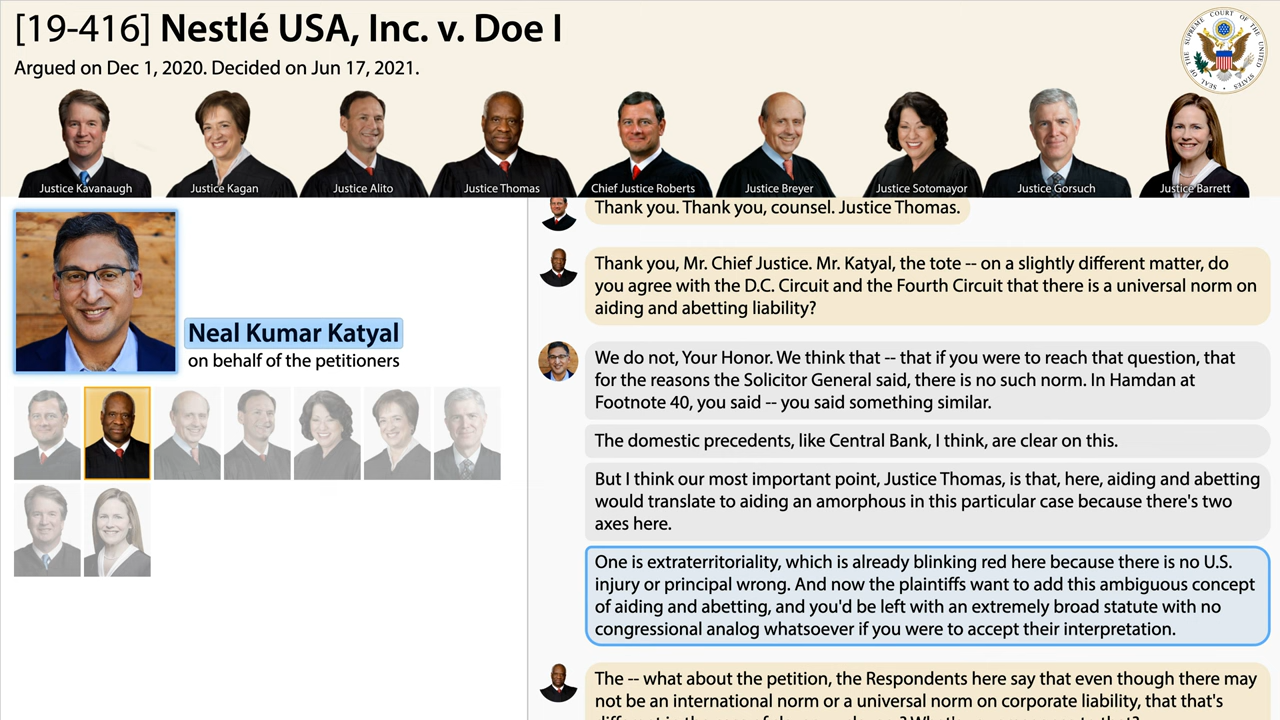 [19-416] Nestlé USA, Inc. v. Doe I
Argued on Dec 1, 2020. Decided on Jun 17, 2021.
SEAL OF THE SUPREME COURT OF THE UNITED STATES
Justice Kavanaugh
Justice Kagan
Justice Alito
Justice Thomas
Chief Justice Roberts
Justice Breyer
Justice Sotomayor
Justice Gorsuch
Justice Barrett
Neal Kumar Katyal
on behalf of the petitioners
Thank you. Thank you, counsel. Justice Thomas.
Thank you, Mr. Chief Justice. Mr. Katyal, the tote -- on a slightly different matter, do
you agree with the D.C. Circuit and the Fourth Circuit that there is a universal norm on
aiding and abetting liability?
We do not, Your Honor. We think that -- that if you were to reach that question, that
for the reasons the Solicitor General said, there is no such norm. In Hamdan at
Footnote 40, you said -- you said something similar.
The domestic precedents, like Central Bank, I think, are clear on this.
But I think our most important point, Justice Thomas, is that, here, aiding and abetting
would translate to aiding an amorphous in this particular case because there's two
axes here.
One is extraterritoriality, which is already blinking red here because there is no U.S.
injury or principal wrong. And now the plaintiffs want to add this ambiguous concept
of aiding and abetting, and you'd be left with an extremely broad statute with no
congressional analog whatsoever if you were to accept their interpretation.
The -- what about the petition, the Respondents here say that even though there may
not be an international norm or a universal norm on corporate liability, that that's